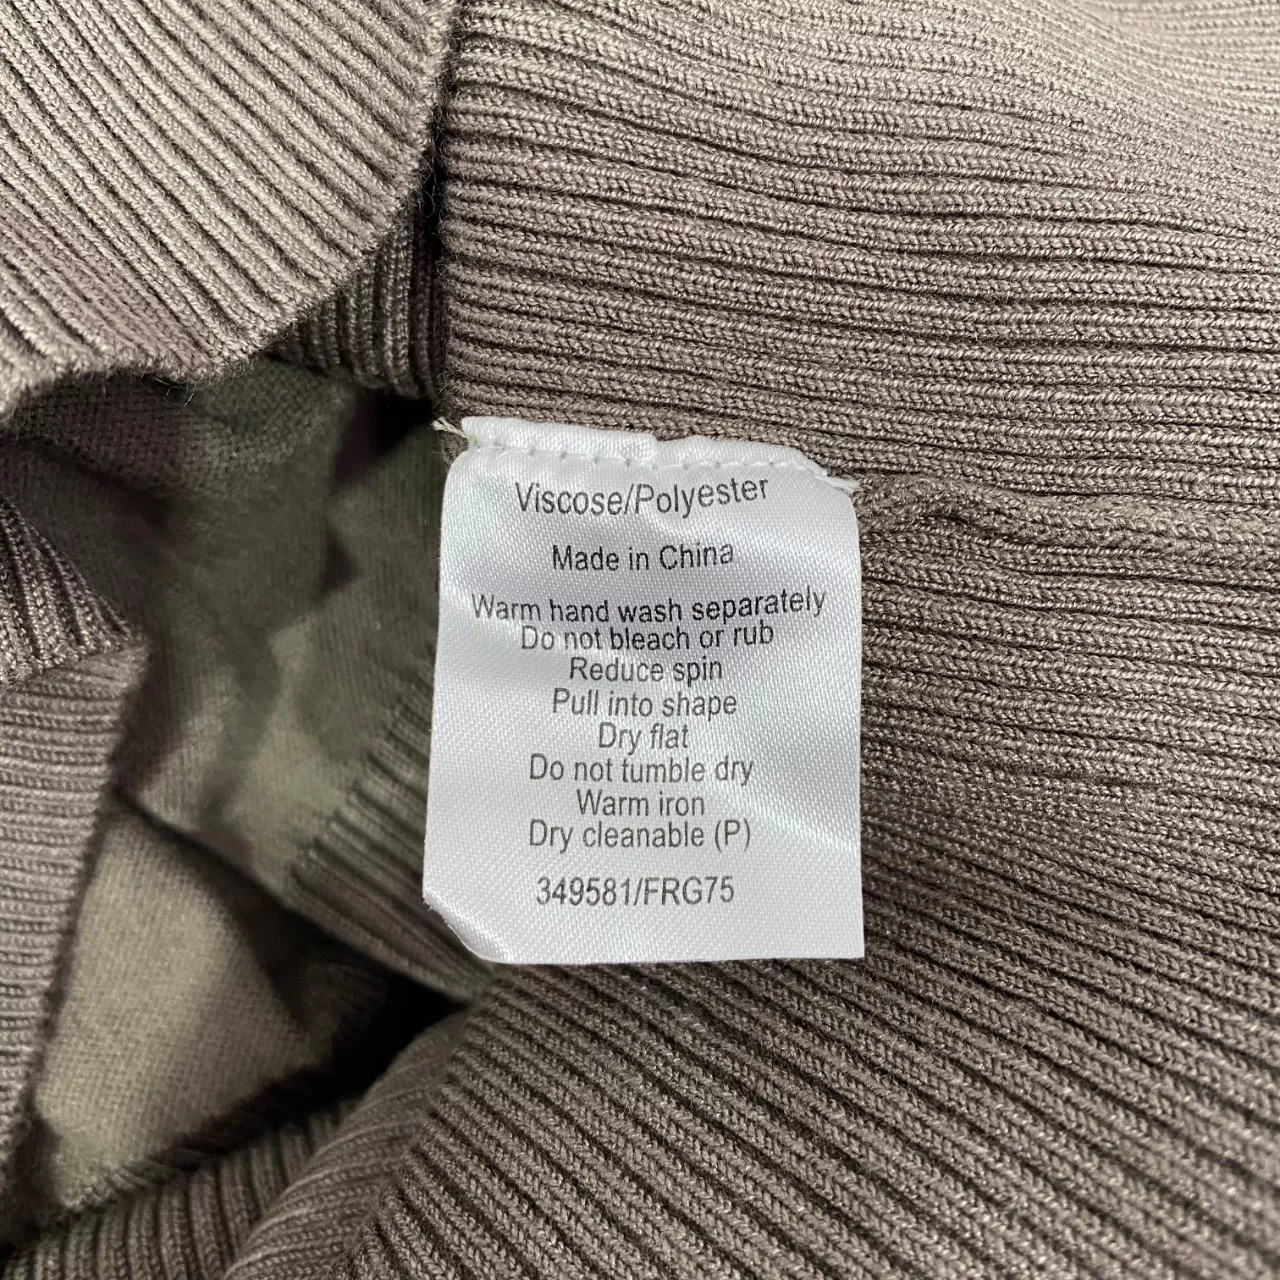 Viscose/Polyester
Made in China
Warm hand wash separately
Do not bleach or rub
Reduce spin
Pull into shape
Dry flat
Do not tumble dry
Warm iron
Dry cleanable (P)
349581/FRG75